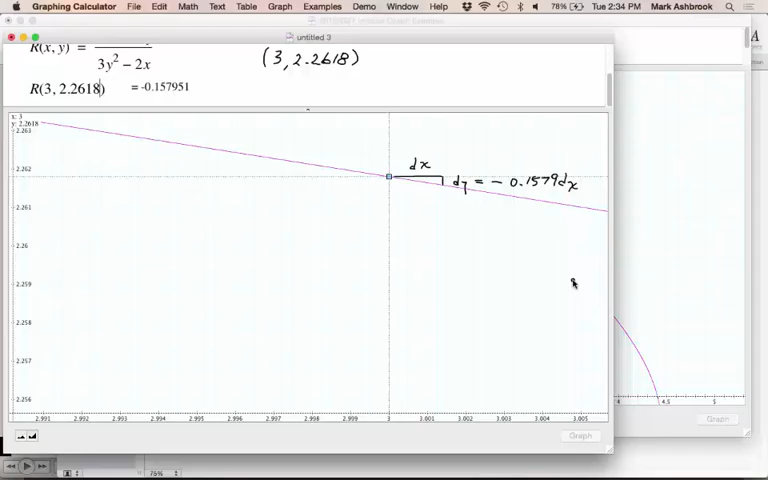 Graphing Calculator File Edit Math Type Table Graph Examples Demo Window Help 78% Tue 2:34 PM Mark Ashbrook
untitled 3
R(x, y) =
3y² − 2x
(3, 2.2618)
R(3, 2.2618) = -0.157951
x: 3
y: 2.2618
2.263
2.262
2.261
2.26
2.259
2.258
2.257
2.256
dx
dy = - 0.1579dx
2.991 2.992 2.993 2.994 2.995 2.996 2.997 2.998 2.999 3 3.001 3.002 3.003 3.004 3.005
4 4.5 5
Graph
Graph
75%